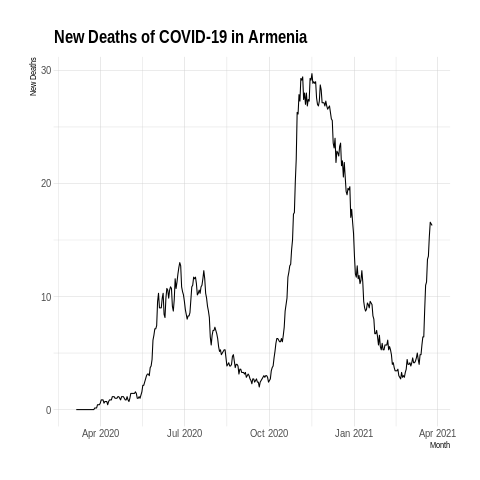 New Deaths of COVID-19 in Armenia
New Deaths
30
20
10
0
Apr 2020 Jul 2020 Oct 2020 Jan 2021 Apr 2021
Month